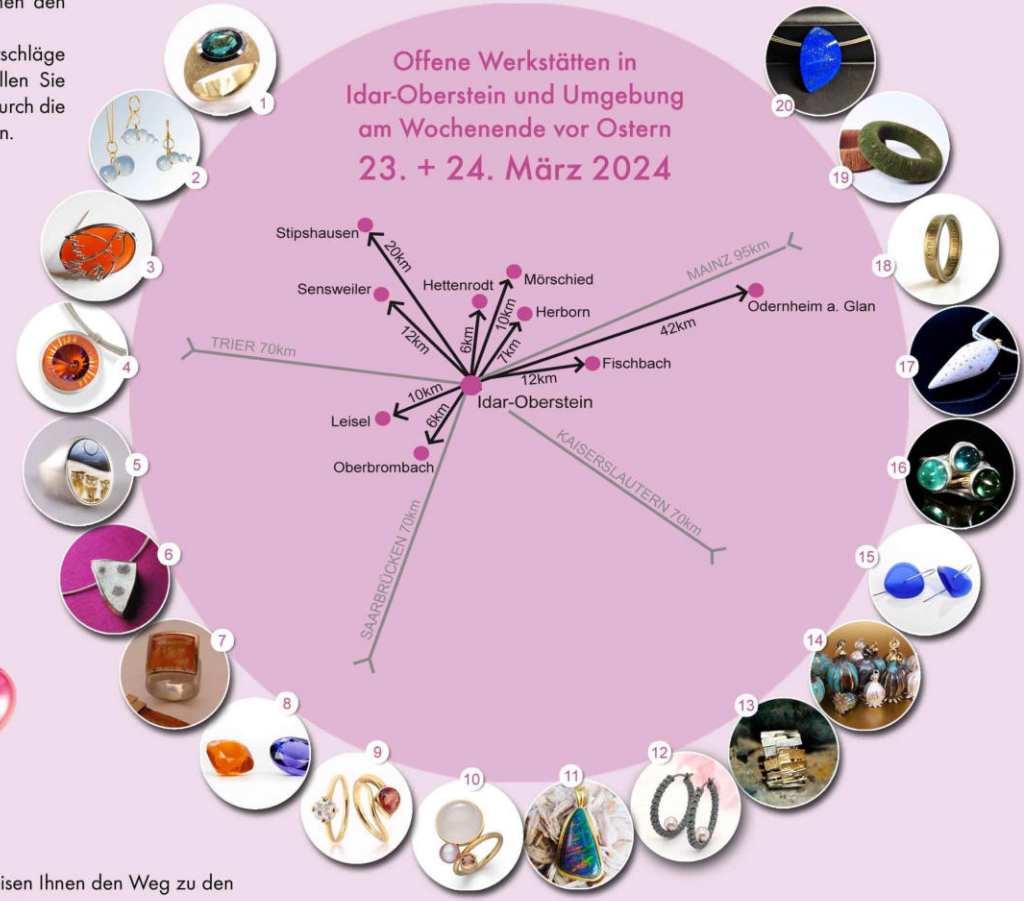 den
schläge
Sie
die
Offene Werkstätten in
Idar-Oberstein und Umgebung
am Wochenende vor Ostern
23. + 24. März 2024
1
2
3
4
5
6
7
8
9
10
11
12
13
14
15
16
17
18
19
20
Stipshausen
20km
Sensweiler
12km
Hettenrodt
6km
Mörschied
10km
Herborn
7km
MAINZ 95km
Odernheim a. Glan
42km
Fischbach
12km
TRIER 70km
Idar-Oberstein
Leisel
10km
Oberbrombach
6km
KAISERSLAUTERN 70km
SAARBRÜCKEN 70km
isen Ihnen den Weg zu den